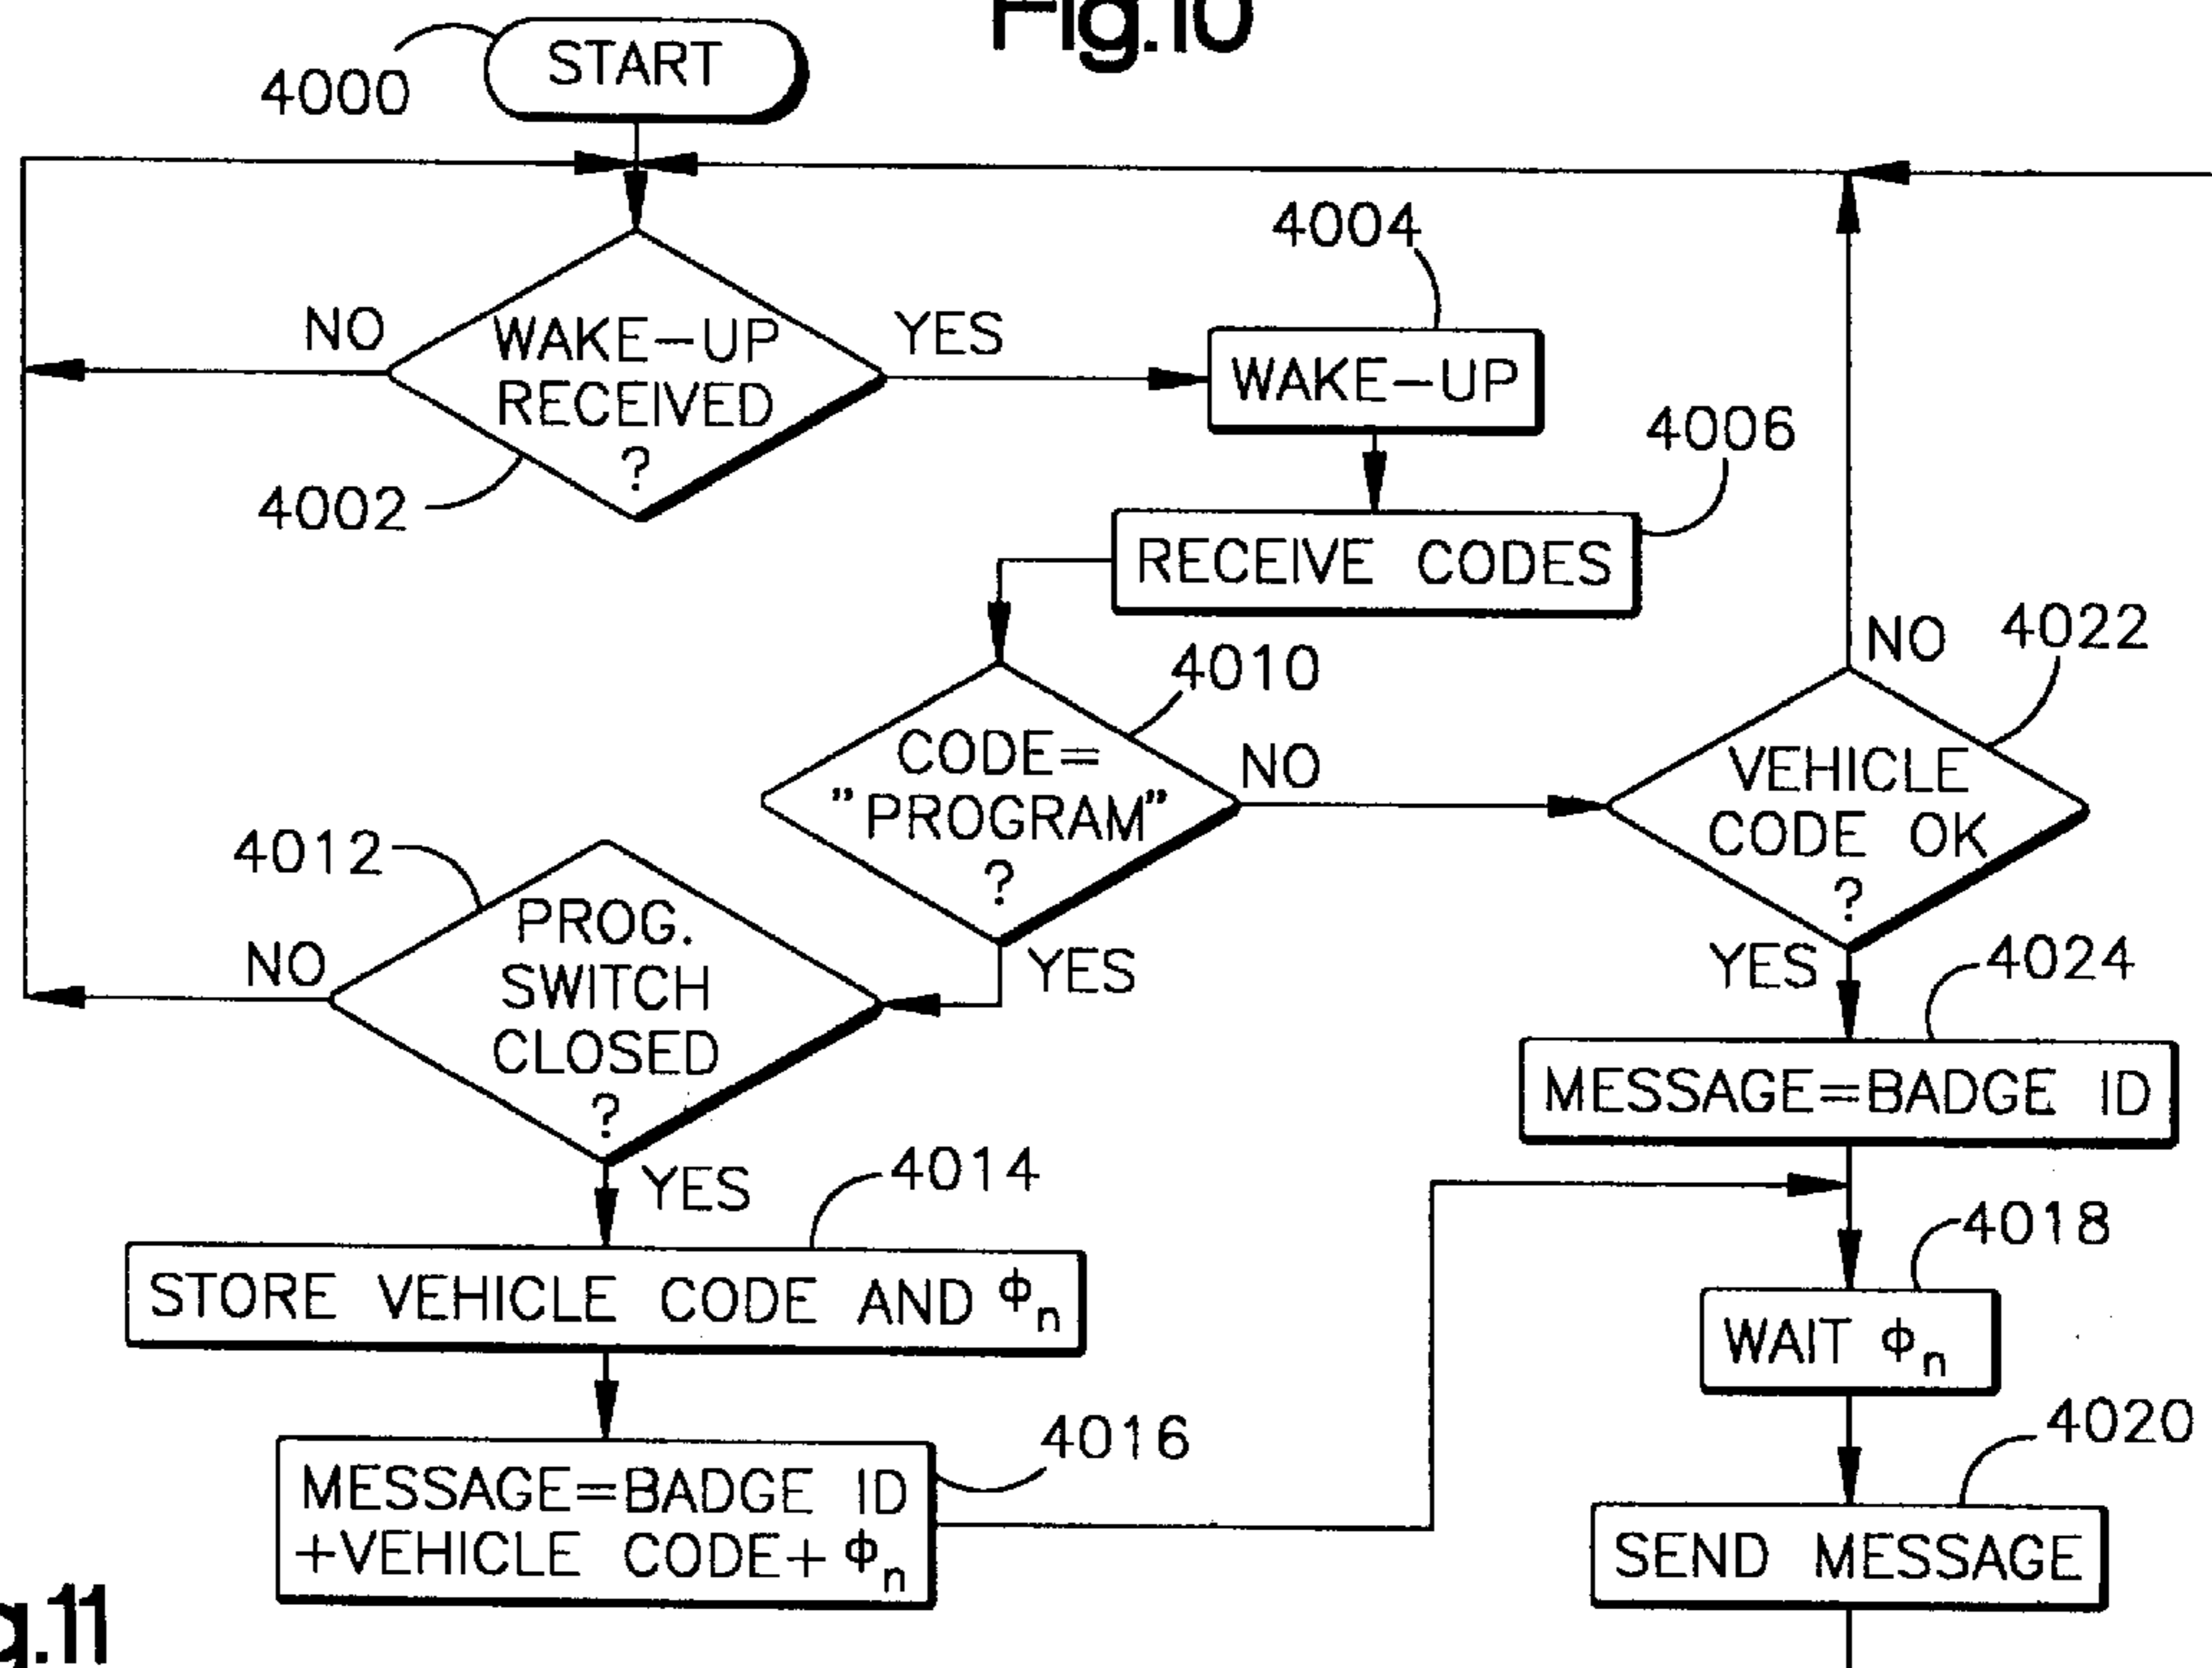 Fig.10
4000
START
4004
NO
WAKE-UP
RECEIVED
?
YES
WAKE-UP
4002
4006
RECEIVE CODES
4010
NO
4022
CODE=
"PROGRAM"
?
NO
VEHICLE
CODE OK
?
4012
PROG.
SWITCH
CLOSED
?
NO
YES
YES
4024
MESSAGE=BADGE ID
YES
4014
4018
STORE VEHICLE CODE AND ϕn
WAIT ϕn
4016
4020
MESSAGE=BADGE ID
+VEHICLE CODE+ ϕn
SEND MESSAGE
g.11